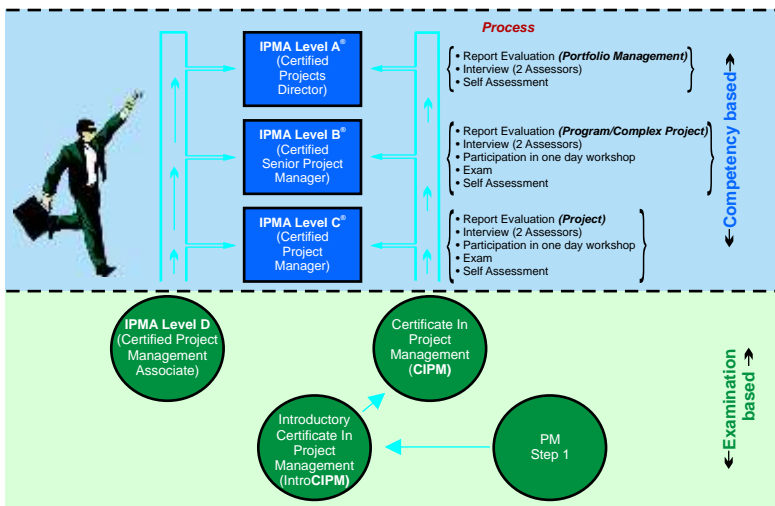 Process
IPMA Level A®
(Certified
Projects
Director)
• Report Evaluation (Portfolio Management)
• Interview (2 Assessors)
• Self Assessment
IPMA Level B®
(Certified
Senior Project
Manager)
• Report Evaluation (Program/Complex Project)
• Interview (2 Assessors)
• Participation in one day workshop
• Exam
• Self Assessment
IPMA Level C®
(Certified
Project
Manager)
• Report Evaluation (Project)
• Interview (2 Assessors)
• Participation in one day workshop
• Exam
• Self Assessment
Competency based
IPMA Level D
(Certified Project
Management
Associate)
Certificate In
Project
Management
(CIPM)
Introductory
Certificate In
Project
Management
(IntroCIPM)
PM
Step 1
Examination
based